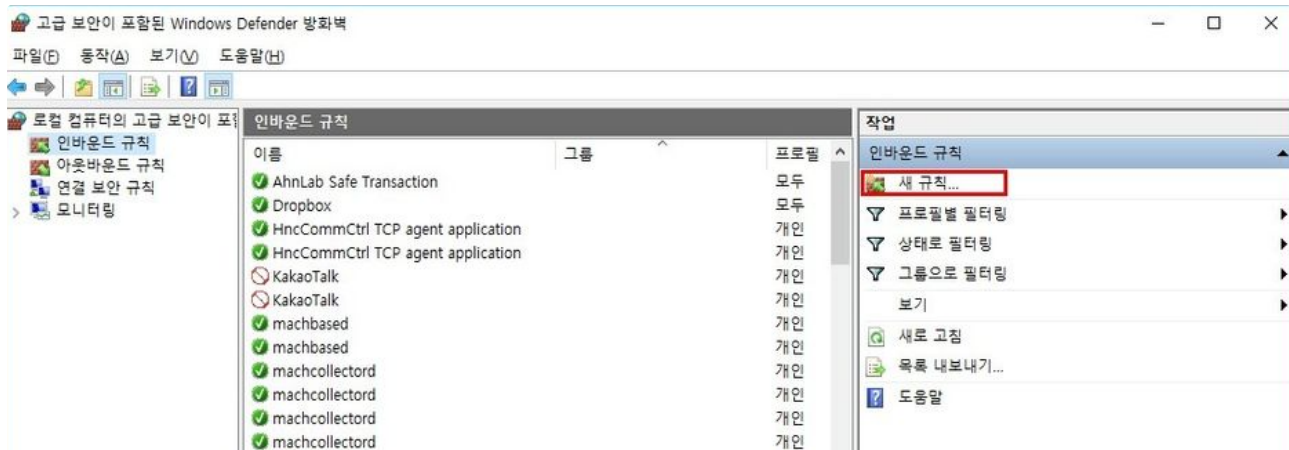 고급 보안이 포함된 Windows Defender 방화벽
파일(F) 동작(A) 보기(V) 도움말(H)
로컬 컴퓨터의 고급 보안이 포함
인바운드 규칙
아웃바운드 규칙
연결 보안 규칙
모니터링
인바운드 규칙
이름 그룹 프로필
AhnLab Safe Transaction 모두
Dropbox 모두
HncCommCtrl TCP agent application 개인
HncCommCtrl TCP agent application 개인
KakaoTalk 개인
KakaoTalk 개인
machbased 개인
machbased 개인
machcollectord 개인
machcollectord 개인
machcollectord 개인
machcollectord 개인
작업
인바운드 규칙
새 규칙...
프로필별 필터링
상태로 필터링
그룹으로 필터링
보기
새로 고침
목록 내보내기...
도움말